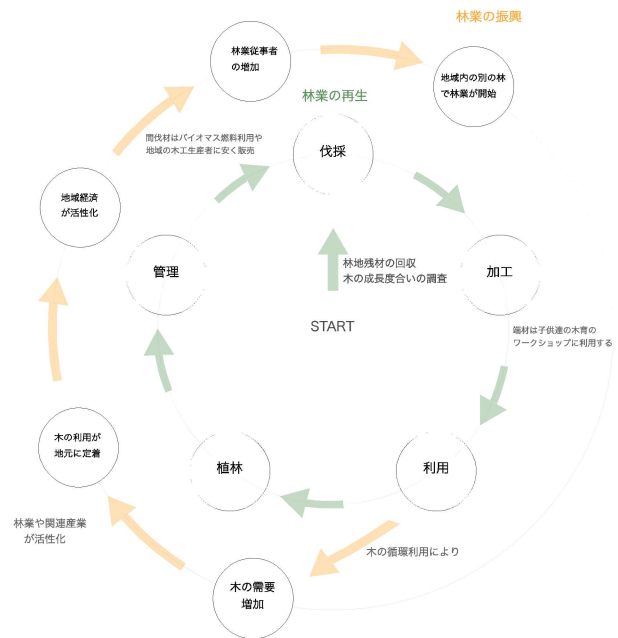 林業の振興
林業従事者
の増加
地域内の別の林
で林業が開始
林業の再生
間伐材はバイオマス燃料利用や
地域の木工生産者に安く販売
伐採
地域経済
が活性化
管理
林地残材の回収
木の成長度合いの調査
加工
START
端材は子供達の木育の
ワークショップに利用する
木の利用が
地元に定着
植林
利用
林業や関連産業
が活性化
木の循環利用により
木の需要
増加